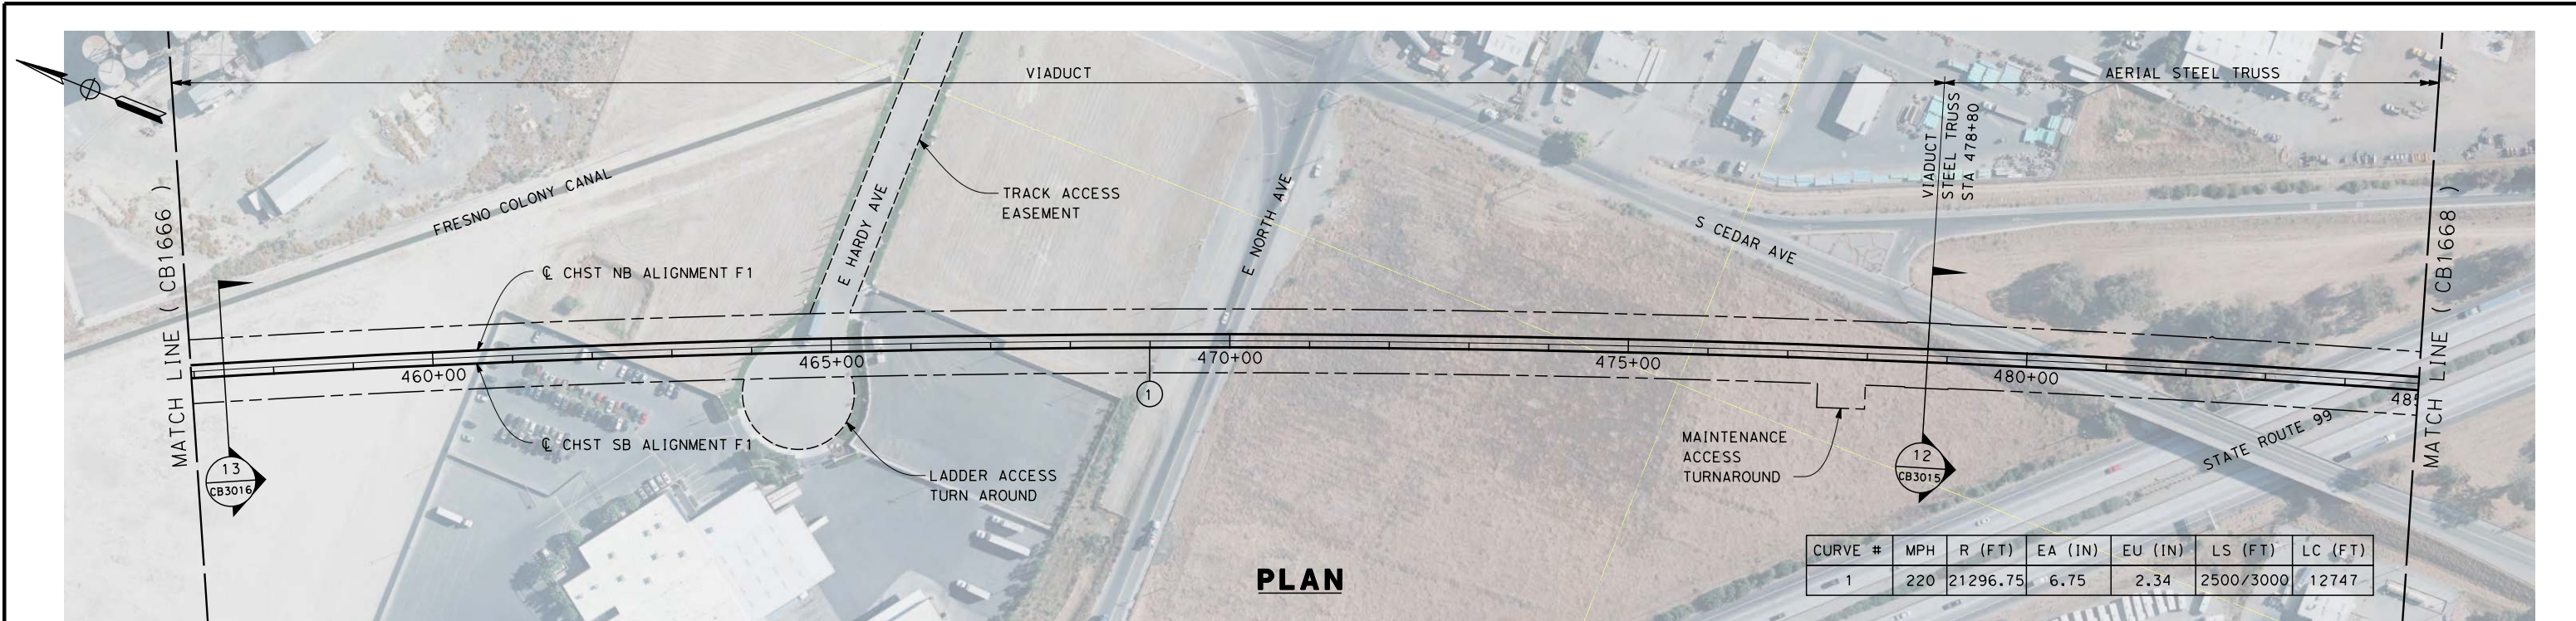 VIADUCT
AERIAL STEEL TRUSS
VIADUCT
STEEL TRUSS
STA 478+80
MATCH LINE ( CB1666 )
FRESNO COLONY CANAL
E HARDY AVE
TRACK ACCESS
EASEMENT
E NORTH AVE
S CEDAR AVE
MATCH LINE ( CB1668 )
℄ CHST NB ALIGNMENT F1
460+00
465+00
470+00
475+00
480+00
485
1
℄ CHST SB ALIGNMENT F1
13
CB3016
LADDER ACCESS
TURN AROUND
MAINTENANCE
ACCESS
TURNAROUND
12
CB3015
STATE ROUTE 99
PLAN
CURVE # MPH R (FT) EA (IN) EU (IN) LS (FT) LC (FT)
1 220 21296.75 6.75 2.34 2500/3000 12747